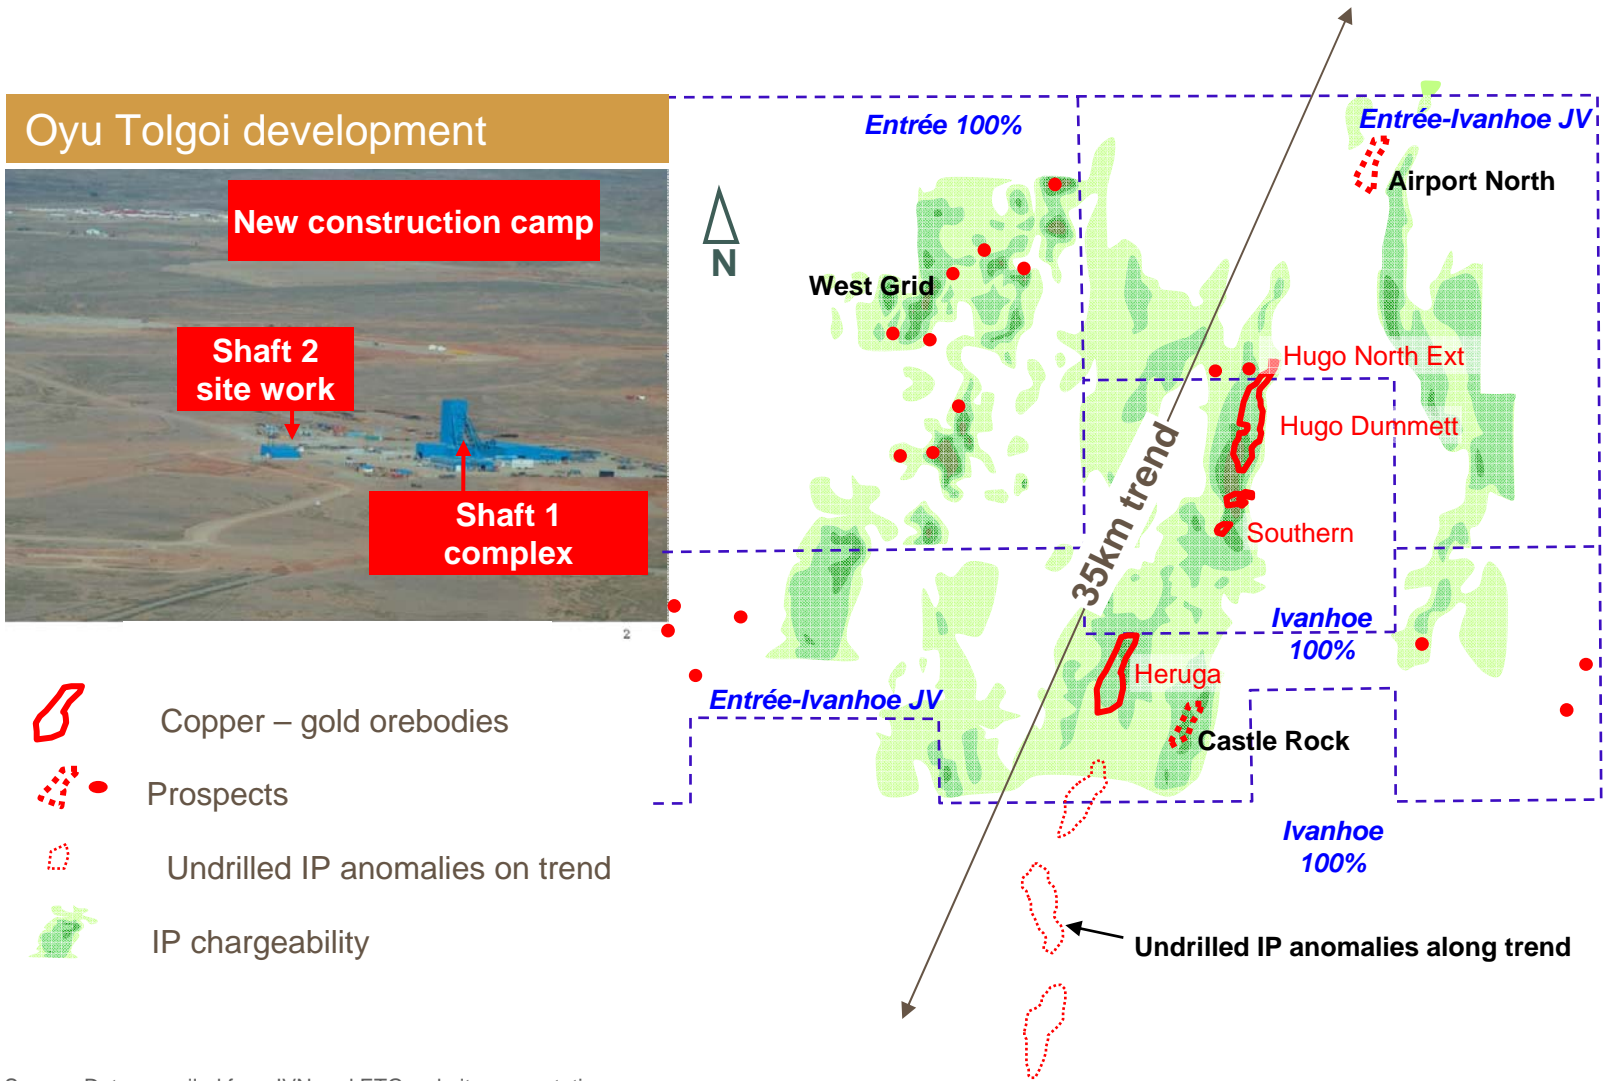 Oyu Tolgoi development
New construction camp
Shaft 2
site work
Shaft 1
complex
2
Entrée 100%
Entrée-Ivanhoe JV
Airport North
N
West Grid
Hugo North Ext
Hugo Dummett
35km trend
Southern
Ivanhoe
100%
Heruga
Entrée-Ivanhoe JV
Castle Rock
Ivanhoe
100%
Undrilled IP anomalies along trend
Copper – gold orebodies
Prospects
Undrilled IP anomalies on trend
IP chargeability